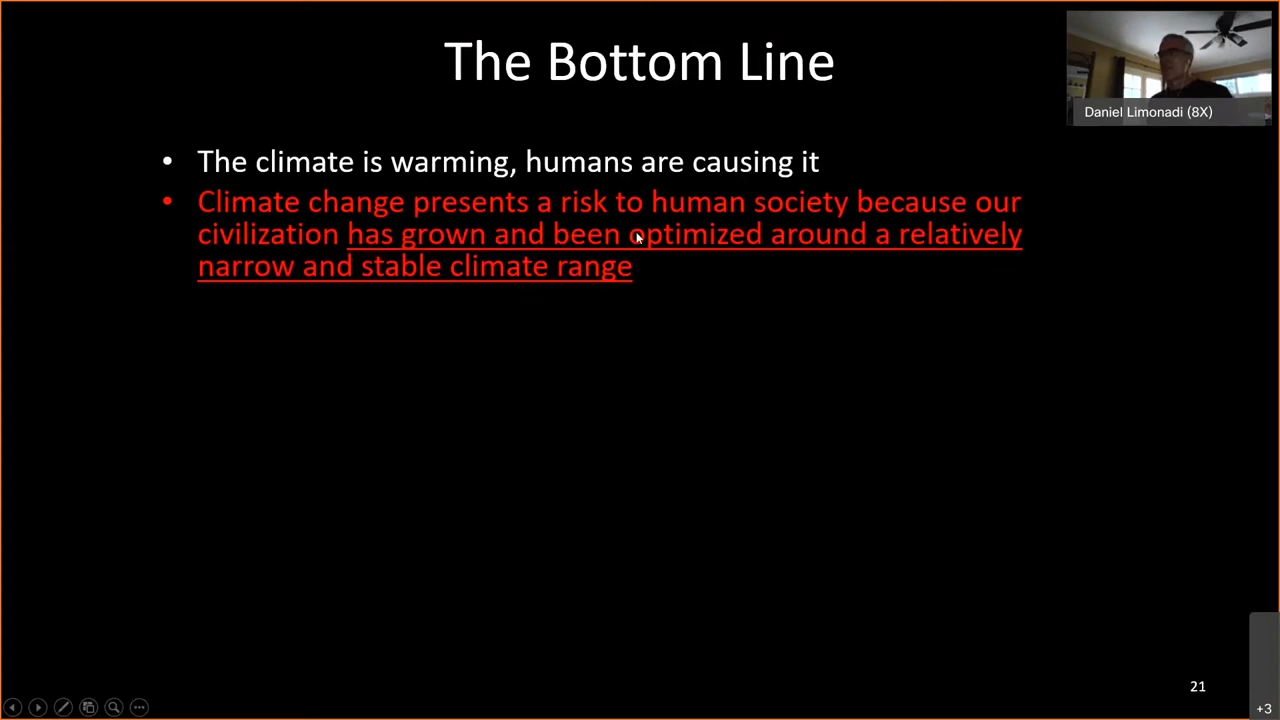 The Bottom Line
Daniel Limonadi (8X)
• The climate is warming, humans are causing it
• Climate change presents a risk to human society because our
civilization has grown and been optimized around a relatively
narrow and stable climate range
21
+3